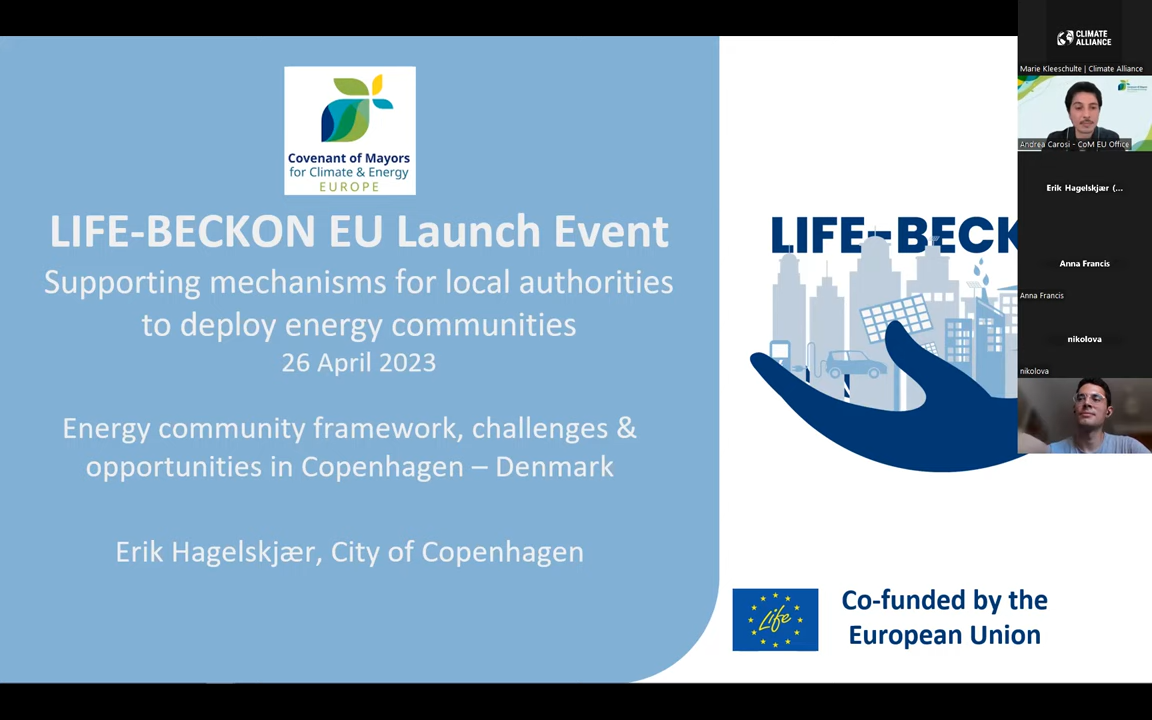 Covenant of Mayors
for Climate & Energy
EUROPE
LIFE-BECKON EU Launch Event
Supporting mechanisms for local authorities
to deploy energy communities
26 April 2023
Energy community framework, challenges &
opportunities in Copenhagen – Denmark
Erik Hagelskjær, City of Copenhagen
LIFE-BECK
Life
Co-funded by the
European Union
CLIMATE
ALLIANCE
Marie Kleeschulte | Climate Alliance
Andrea Carosi - CoM EU Office
Erik Hagelskjær (...
Anna Francis
Anna Francis
nikolova
nikolova